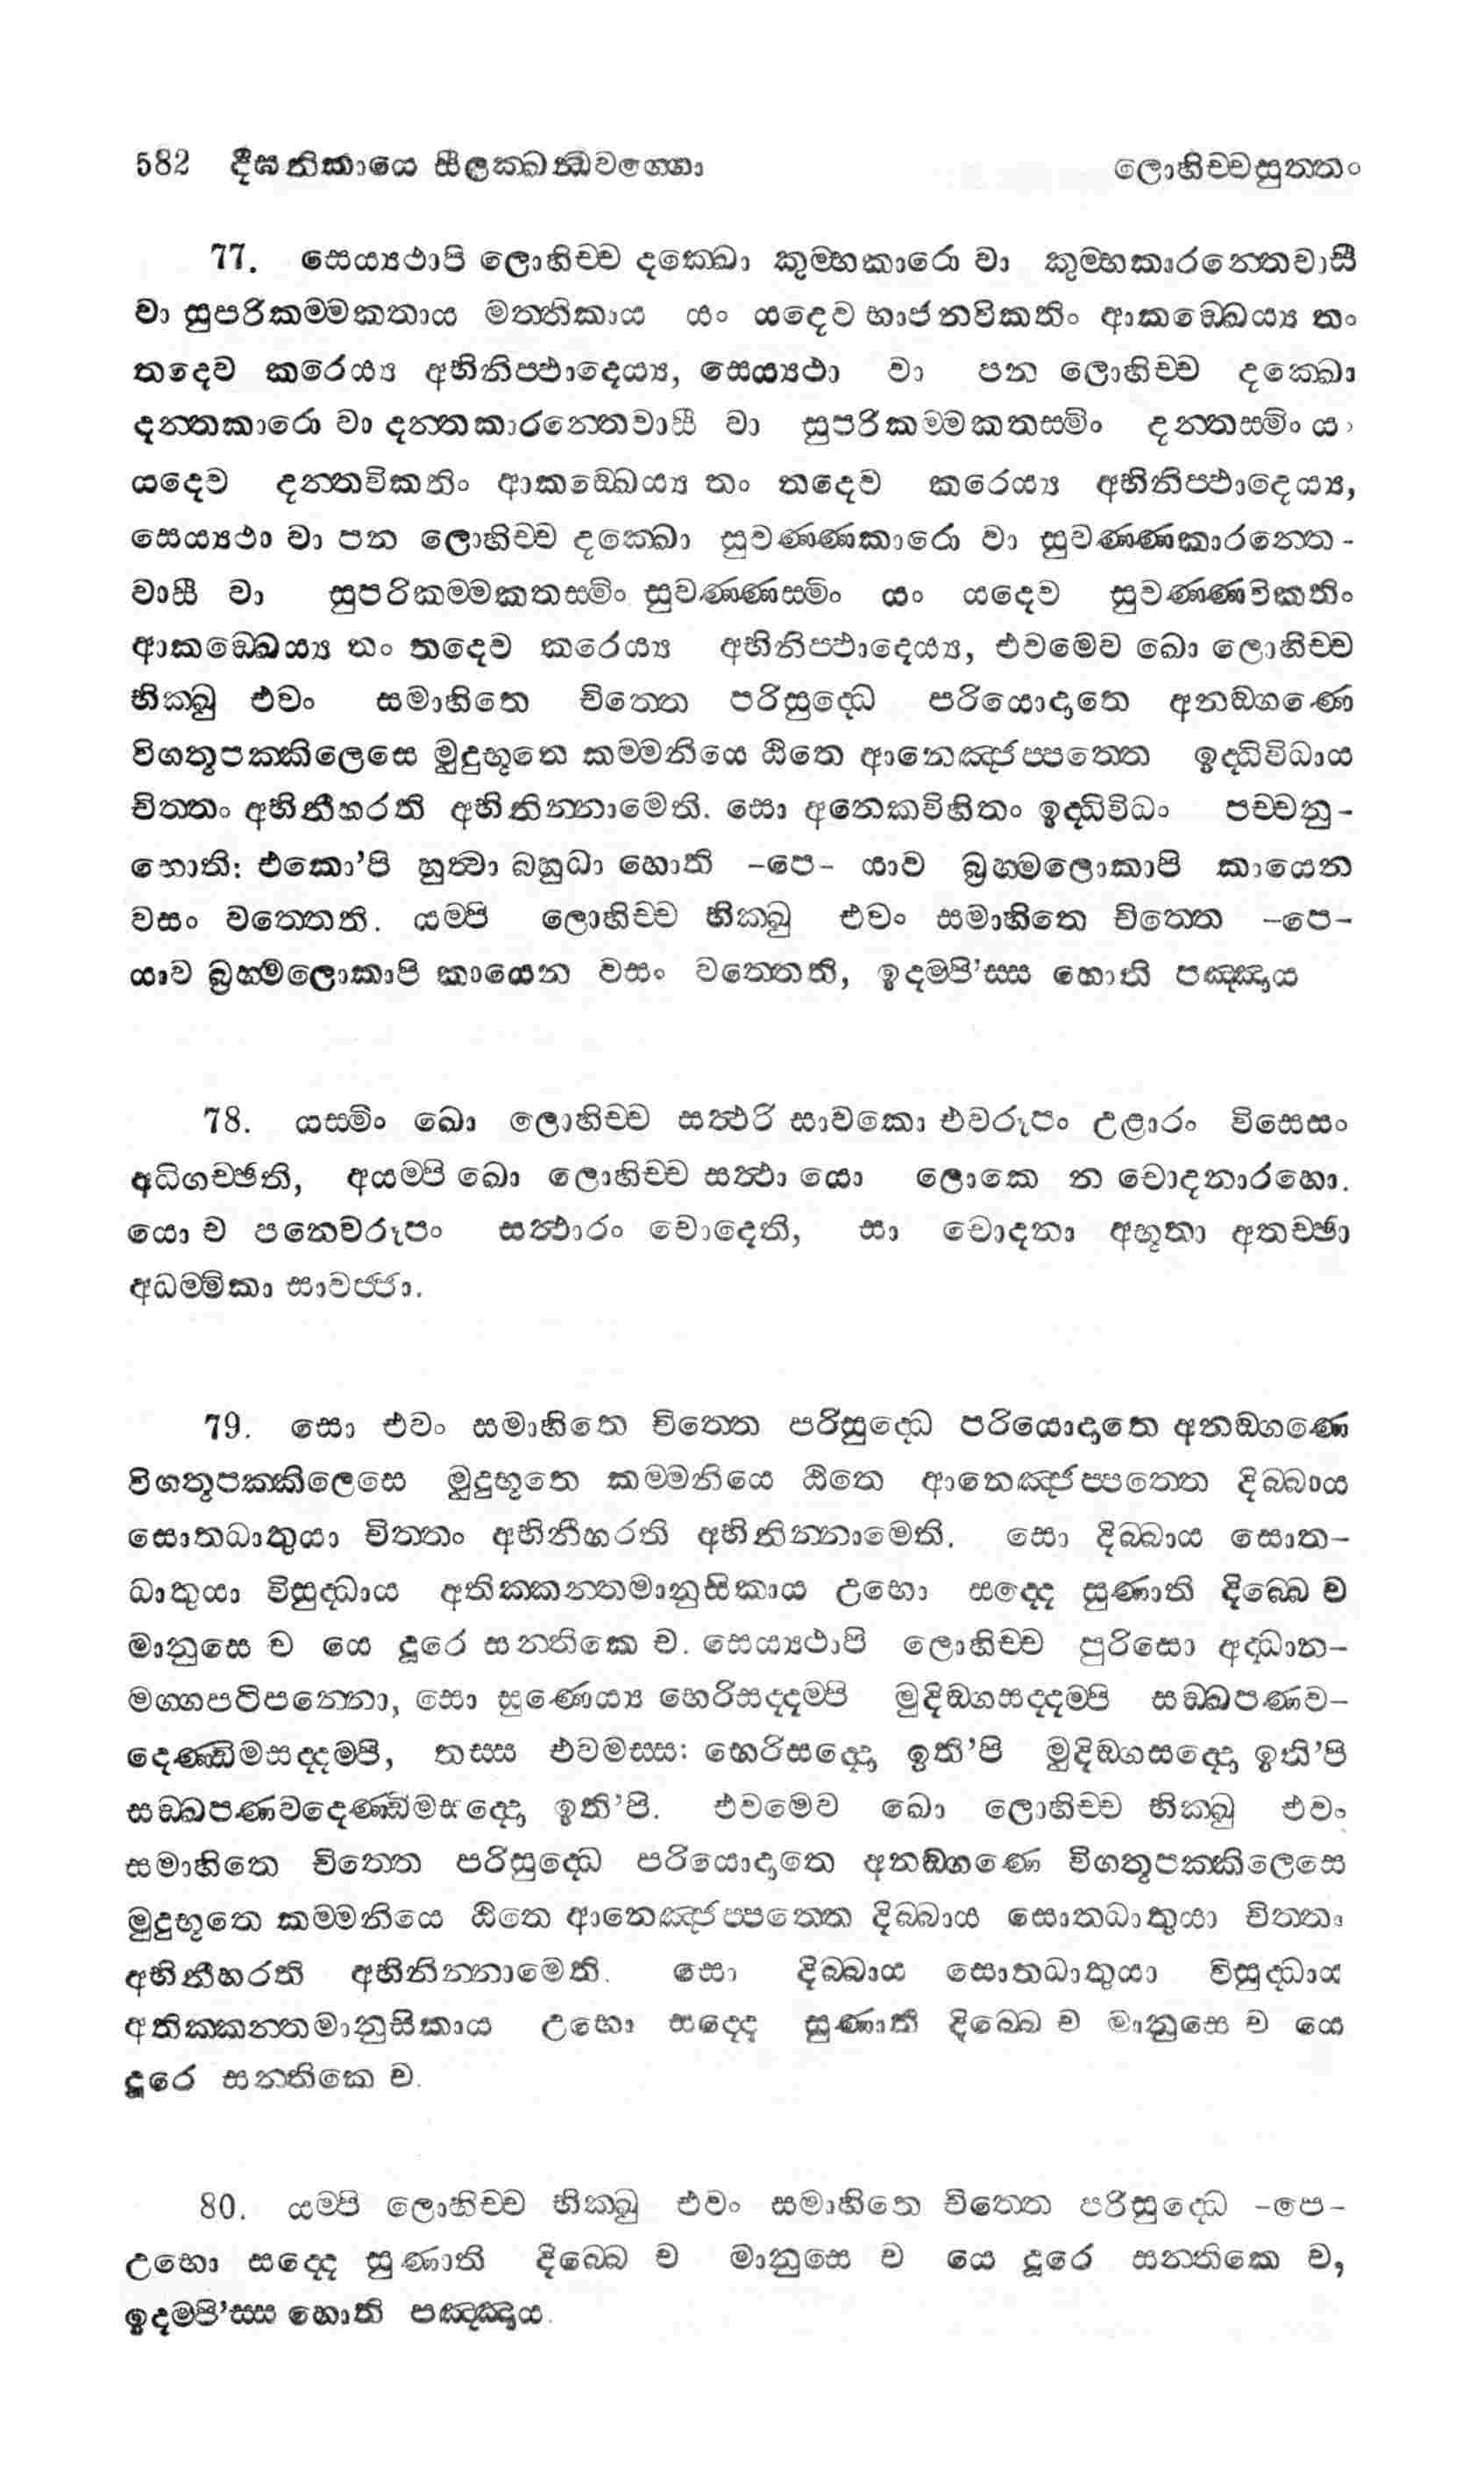 582 දීඝනිකායෙ සීලක්ඛන්ධවග්ගො ලොහිච්චසුත්තං
77. සෙය්‍යථාපි ලොහිච්ච දක්ඛො කුම්භකාරො වා කුම්භකාරන්තෙවාසී
වා සුපරිකම්මකතාය මත්තිකාය යං යදෙව භාජනවිකතිං ආකඞ්ඛෙය්‍ය තං
තදෙව කරෙය්‍ය අභිනිප්ඵාදෙය්‍ය, සෙය්‍යථා වා පන ලොහිච්ච දක්ඛො
දන්තකාරො වා දන්තකාරන්තෙවාසී වා සුපරිකම්මකතස්මිං දන්තස්මිං ය
යදෙව දන්තවිකතිං ආකඞ්ඛෙය්‍ය තං තදෙව කරෙය්‍ය අභිනිප්ඵාදෙය්‍ය,
සෙය්‍යථා වා පන ලොහිච්ච දක්ඛො සුවණ්ණකාරො වා සුවණ්ණකාරන්තෙ-
වාසී වා සුපරිකම්මකතස්මිං සුවණ්ණස්මිං යං යදෙව සුවණ්ණවිකතිං
ආකඞ්ඛෙය්‍ය තං තදෙව කරෙය්‍ය අභිනිප්ඵාදෙය්‍ය, එවමෙව ඛො ලොහිච්ච
භික්ඛු එවං සමාහිතෙ චිත්තෙ පරිසුද්ධෙ පරියොදාතෙ අනඞ්ගණෙ
විගතූපක්කිලෙසෙ මුදුභූතෙ කම්මනියෙ ඨිතෙ ආනෙඤ්ජප්පත්තෙ ඉද්ධිවිධාය
චිත්තං අභිනීහරති අභිනින්නාමෙති. සො අනෙකවිහිතං ඉද්ධිවිධං පච්චනු-
භොති: එකො’පි හුත්වා බහුධා හොති -පෙ- යාව බ්‍රහ්මලොකාපි කායෙන
වසං වත්තෙති. යම්පි ලොහිච්ච භික්ඛු එවං සමාහිතෙ චිත්තෙ -පෙ-
යාව බ්‍රහ්මලොකාපි කායෙන වසං වත්තෙති, ඉදම්පි’ස්ස හොති පඤ්ඤාය
78. යස්මිං ඛො ලොහිච්ච සත්ථරි සාවකො එවරූපං උළාරං විසෙසං
අධිගච්ඡති, අයම්පි ඛො ලොහිච්ච සත්ථා යො ලොකෙ න චොදනාරහො.
යො ච පනෙවරූපං සත්ථාරං චොදෙති, සා චොදනා අභූතා අතච්ඡා
අධම්මිකා සාවජ්ජා.
79. සො එවං සමාහිතෙ චිත්තෙ පරිසුද්ධෙ පරියොදාතෙ අනඞ්ගණෙ
විගතූපක්කිලෙසෙ මුදුභූතෙ කම්මනියෙ ඨිතෙ ආනෙඤ්ජප්පත්තෙ දිබ්බාය
සොතධාතුයා චිත්තං අභිනීහරති අභිනින්නාමෙති. සො දිබ්බාය සොත-
ධාතුයා විසුද්ධාය අතික්කන්තමානුසිකාය උභො සද්දෙ සුණාති දිබ්බෙ ච
මානුසෙ ච යෙ දූරෙ සන්තිකෙ ච. සෙය්‍යථාපි ලොහිච්ච පුරිසො අද්ධාන-
මග්ගපටිපන්නො, සො සුණෙය්‍ය භෙරිසද්දම්පි මුදිඞ්ගසද්දම්පි සඞ්ඛපණව-
දෙණ්ඩිමසද්දම්පි, තස්ස එවමස්ස: භෙරිසද්දො ඉති’පි මුදිඞ්ගසද්දො ඉති’පි
සඞ්ඛපණවදෙණ්ඩිමසද්දො ඉති’පි. එවමෙව ඛො ලොහිච්ච භික්ඛු එවං
සමාහිතෙ චිත්තෙ පරිසුද්ධෙ පරියොදාතෙ අනඞ්ගණෙ විගතූපක්කිලෙසෙ
මුදුභූතෙ කම්මනියෙ ඨිතෙ ආනෙඤ්ජප්පත්තෙ දිබ්බාය සොතධාතුයා චිත්තං
අභිනීහරති අභිනින්නාමෙති. සො දිබ්බාය සොතධාතුයා විසුද්ධාය
අතික්කන්තමානුසිකාය උභො සද්දෙ සුණාති දිබ්බෙ ච මානුසෙ ච යෙ
දූරෙ සන්තිකෙ ච.
80. යම්පි ලොහිච්ච භික්ඛු එවං සමාහිතෙ චිත්තෙ පරිසුද්ධෙ -පෙ-
උභො සද්දෙ සුණාති දිබ්බෙ ච මානුසෙ ච යෙ දූරෙ සන්තිකෙ ච,
ඉදම්පි’ස්ස හොති පඤ්ඤාය.